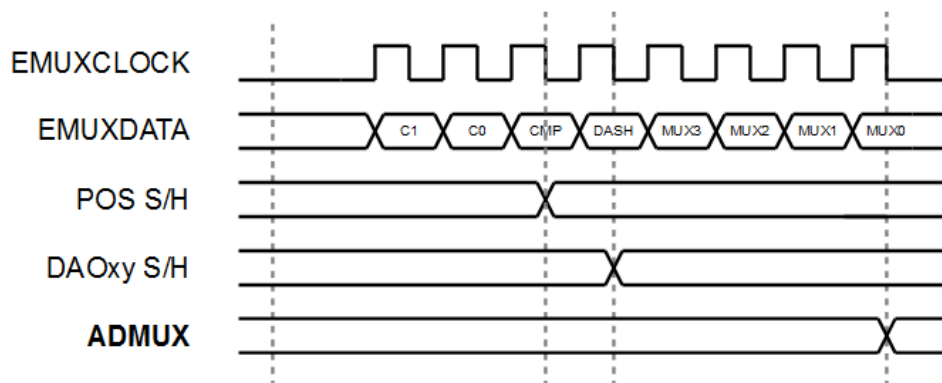 EMUXCLOCK
EMUXDATA C1 C0 CMP DASH MUX3 MUX2 MUX1 MUX0
POS S/H
DAOxy S/H
ADMUX